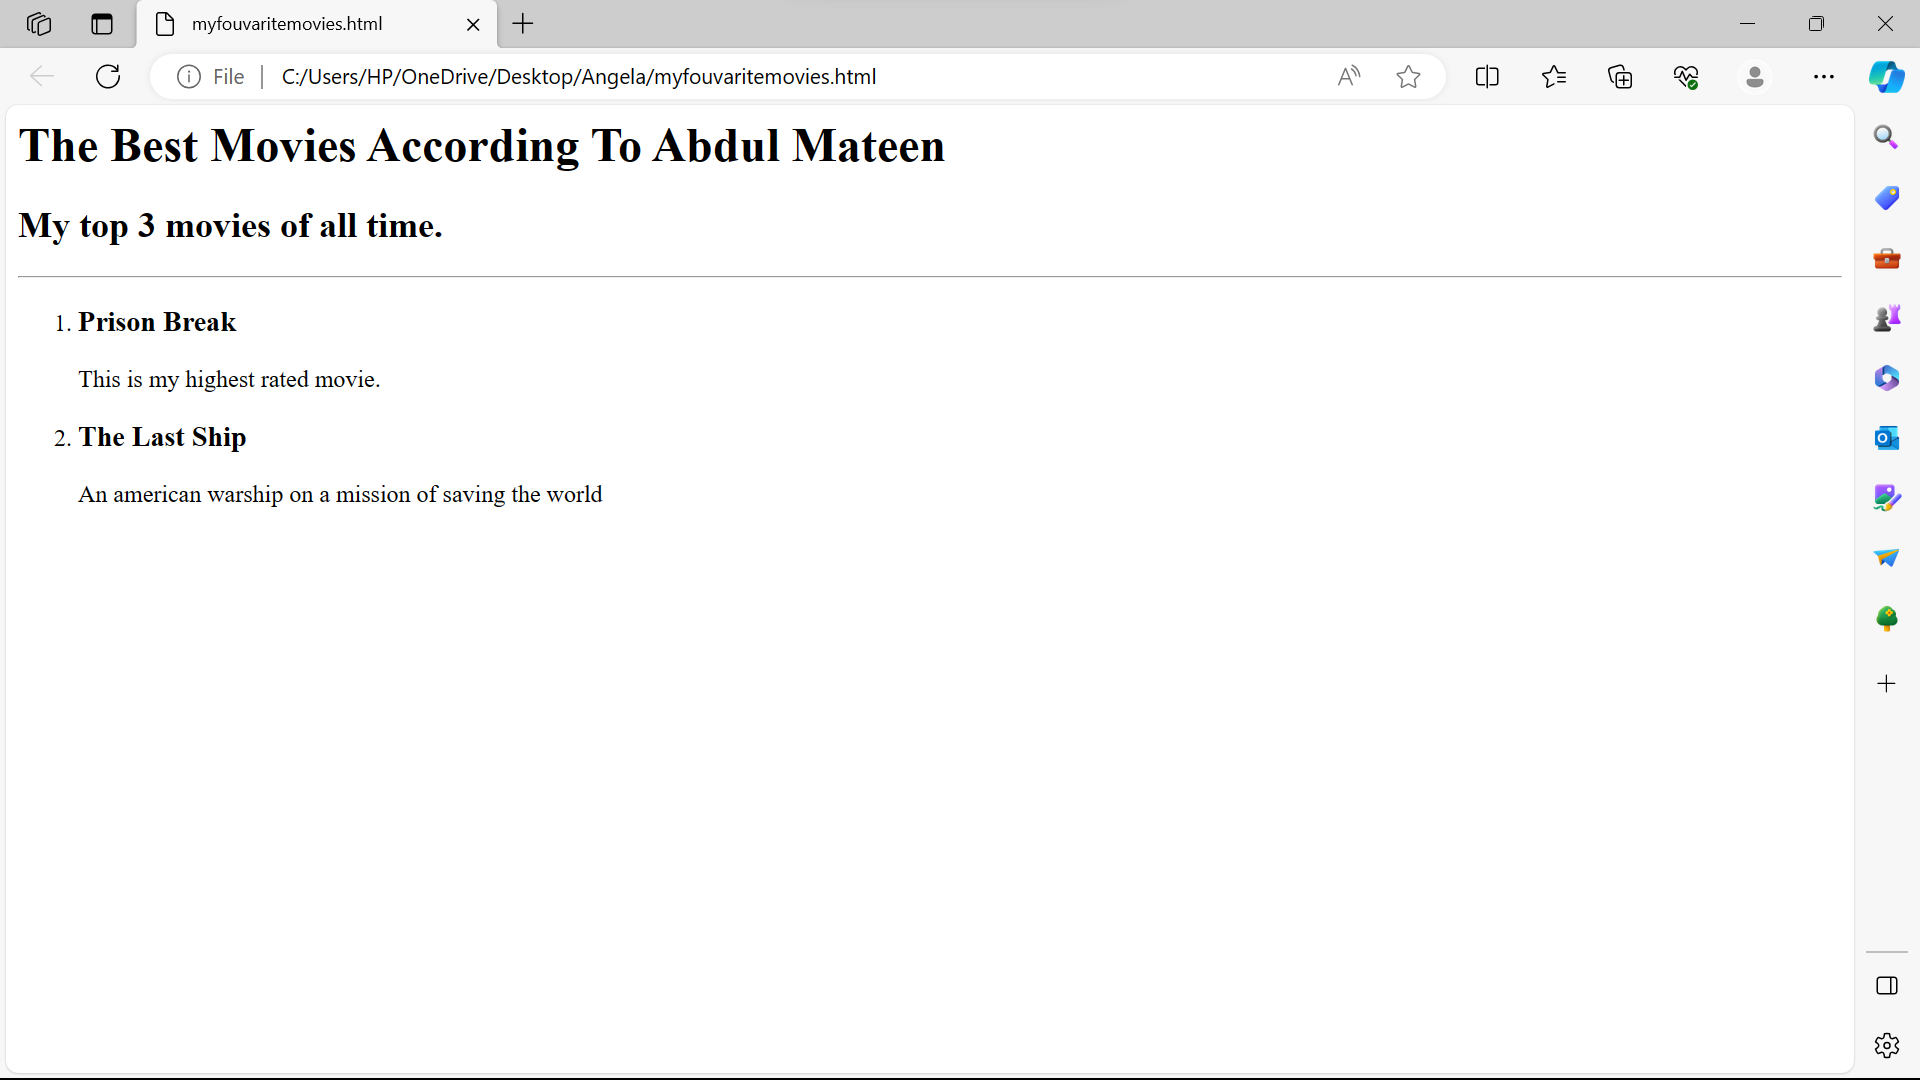 myfouvaritemovies.html
File C:/Users/HP/OneDrive/Desktop/Angela/myfouvaritemovies.html
The Best Movies According To Abdul Mateen
My top 3 movies of all time.
1. Prison Break
This is my highest rated movie.
2. The Last Ship
An american warship on a mission of saving the world